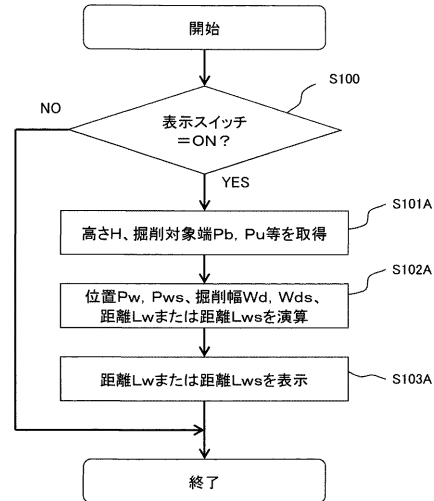 開始
S100
NO
表示スイッチ
=ON?
YES
S101A
高さH、掘削対象端Pb, Pu等を取得
S102A
位置Pw, Pws、掘削幅Wd, Wds、
距離Lwまたは距離Lwsを演算
S103A
距離Lwまたは距離Lwsを表示
終了